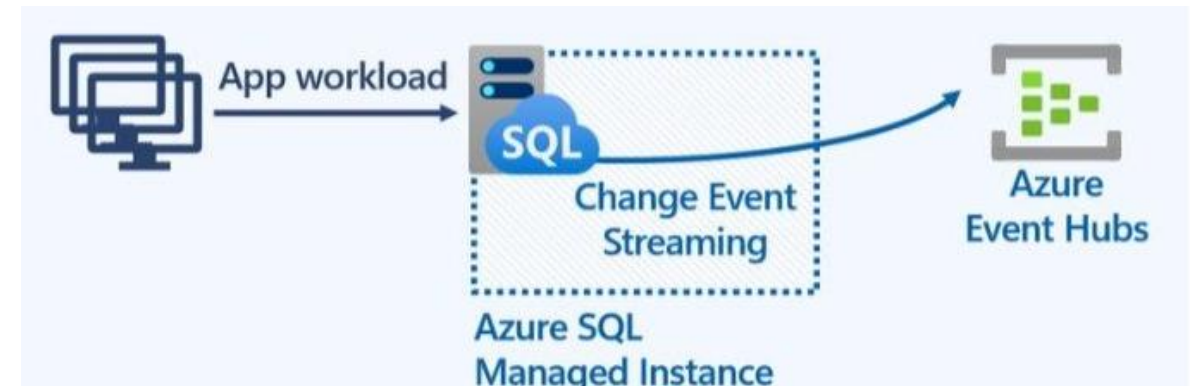 App workload
SQL
Change Event
Streaming
Azure
Event Hubs
Azure SQL
Managed Instance